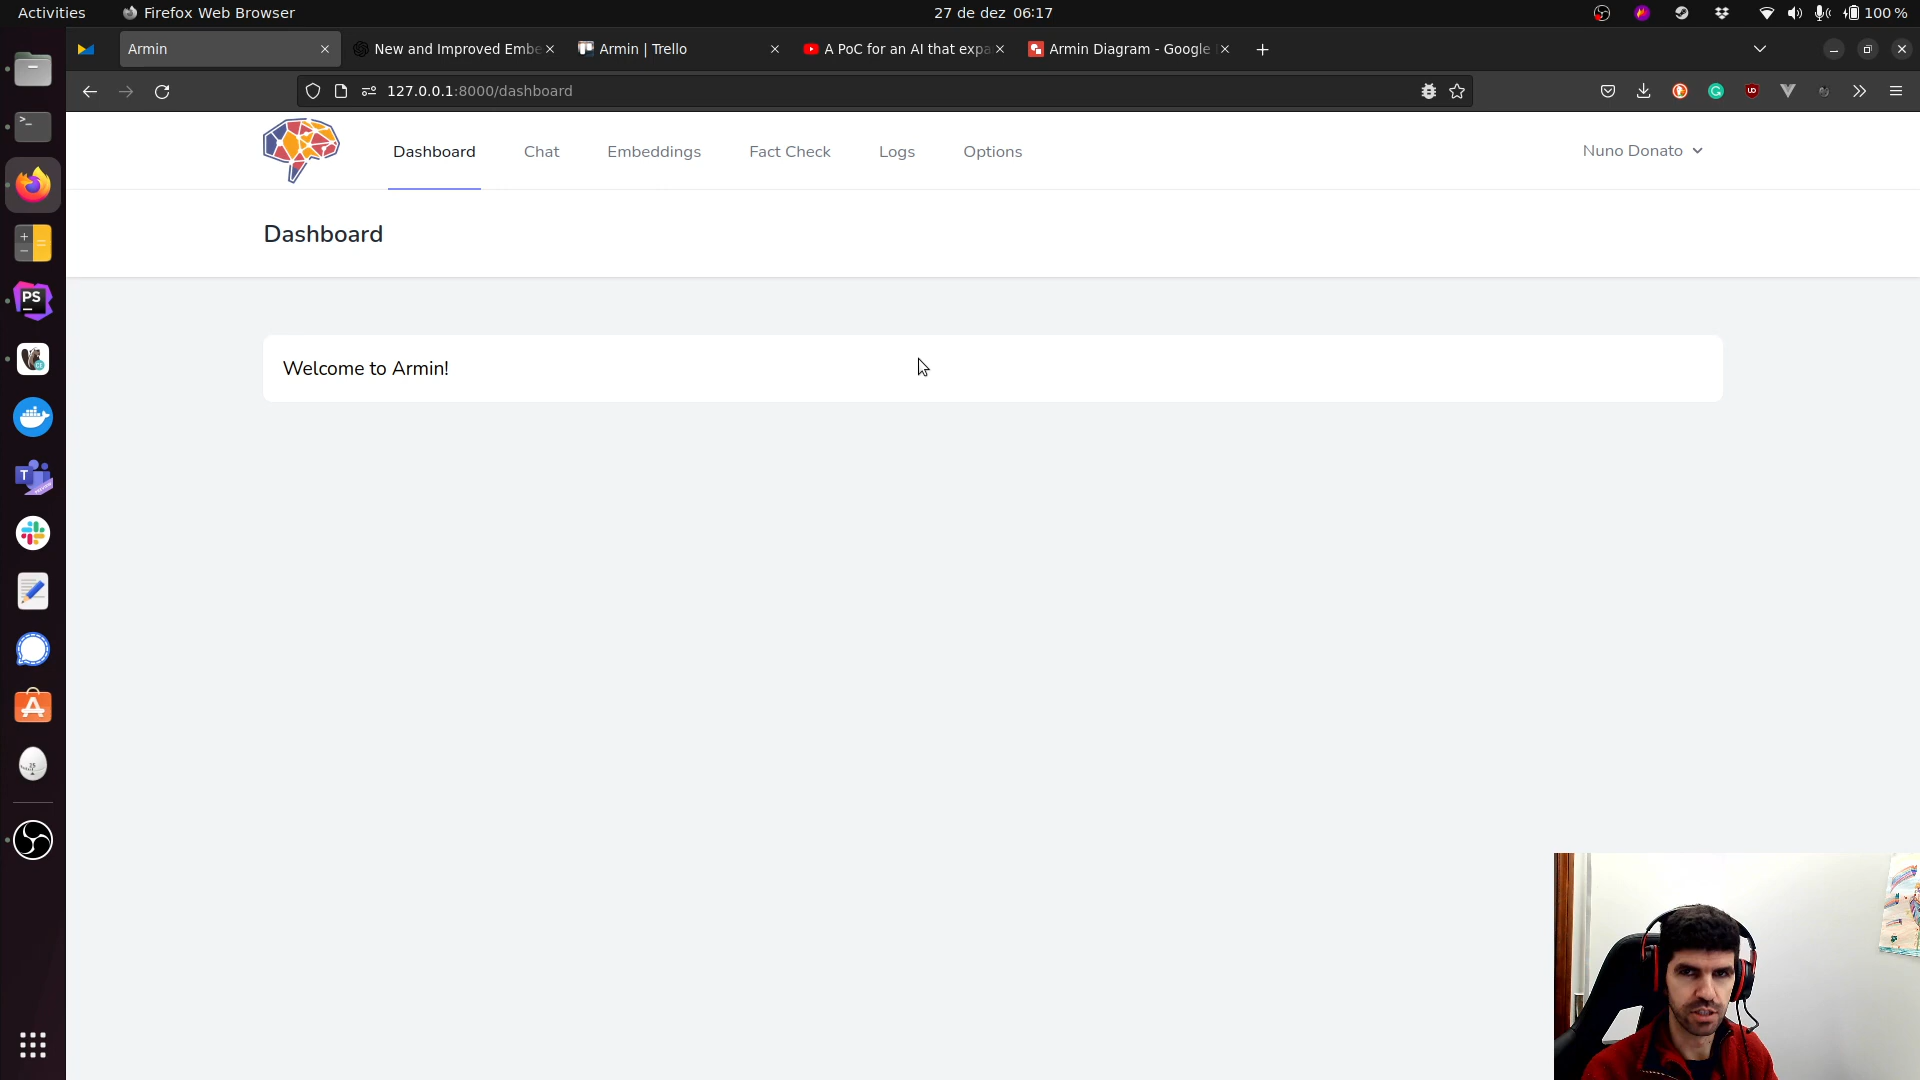 Activities
Firefox Web Browser
27 de dez 06:17
100 %
Armin
New and Improved Embe
Armin | Trello
A PoC for an AI that expa
Armin Diagram - Google
127.0.0.1:8000/dashboard
Dashboard
Chat
Embeddings
Fact Check
Logs
Options
Nuno Donato
Dashboard
Welcome to Armin!
PS
T